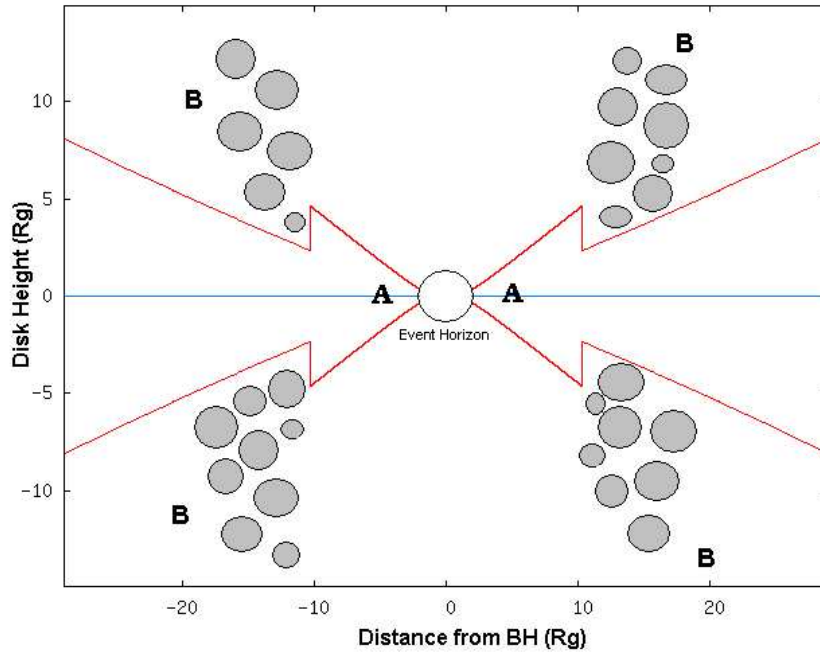 B
B
10
5
A
A
0
Event Horizon
-5
-10
B
B
Disk Height (Rg)
-20
-10
0
10
20
Distance from BH (Rg)